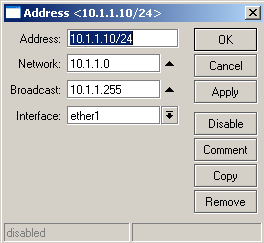 Address <10.1.1.10/24>
Address: 10.1.1.10/24
OK
Network: 10.1.1.0
Cancel
Broadcast: 10.1.1.255
Apply
Interface: ether1
Disable
Comment
Copy
Remove
disabled